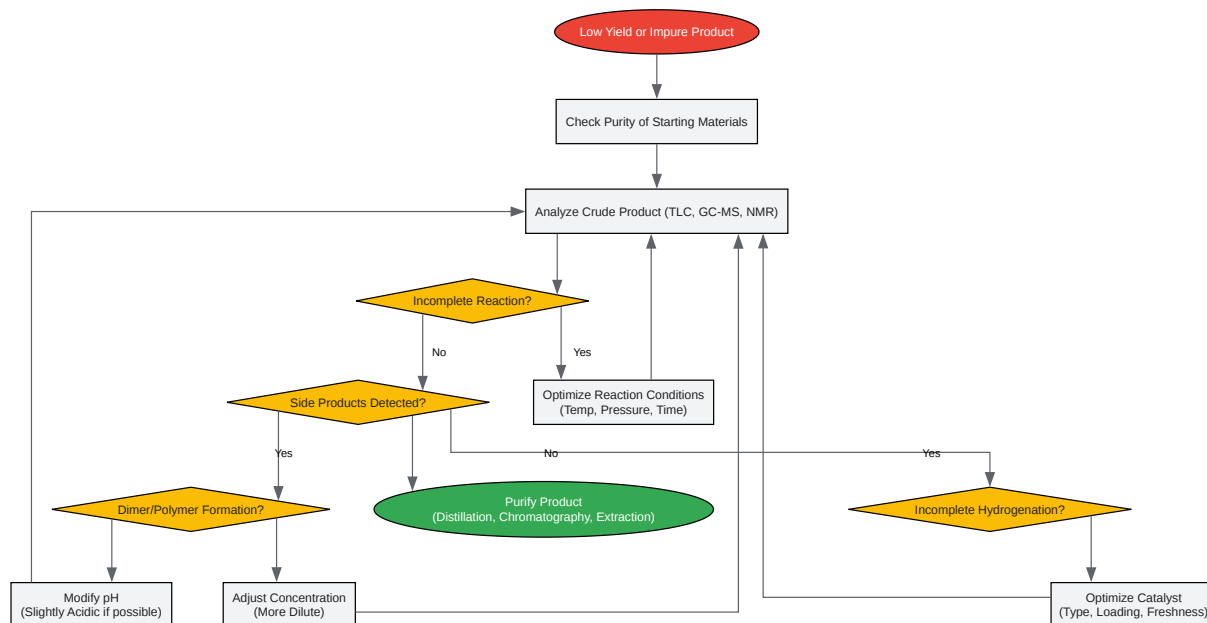 Low Yield or Impure Product
Check Purity of Starting Materials
Analyze Crude Product (TLC, GC-MS, NMR)
Incomplete Reaction?
No
Yes
Side Products Detected?
Optimize Reaction Conditions
(Temp, Pressure, Time)
Yes
No
Yes
Dimer/Polymer Formation?
Purify Product
(Distillation, Chromatography, Extraction)
Incomplete Hydrogenation?
Modify pH
(Slightly Acidic if possible)
Adjust Concentration
(More Dilute)
Optimize Catalyst
(Type, Loading, Freshness)